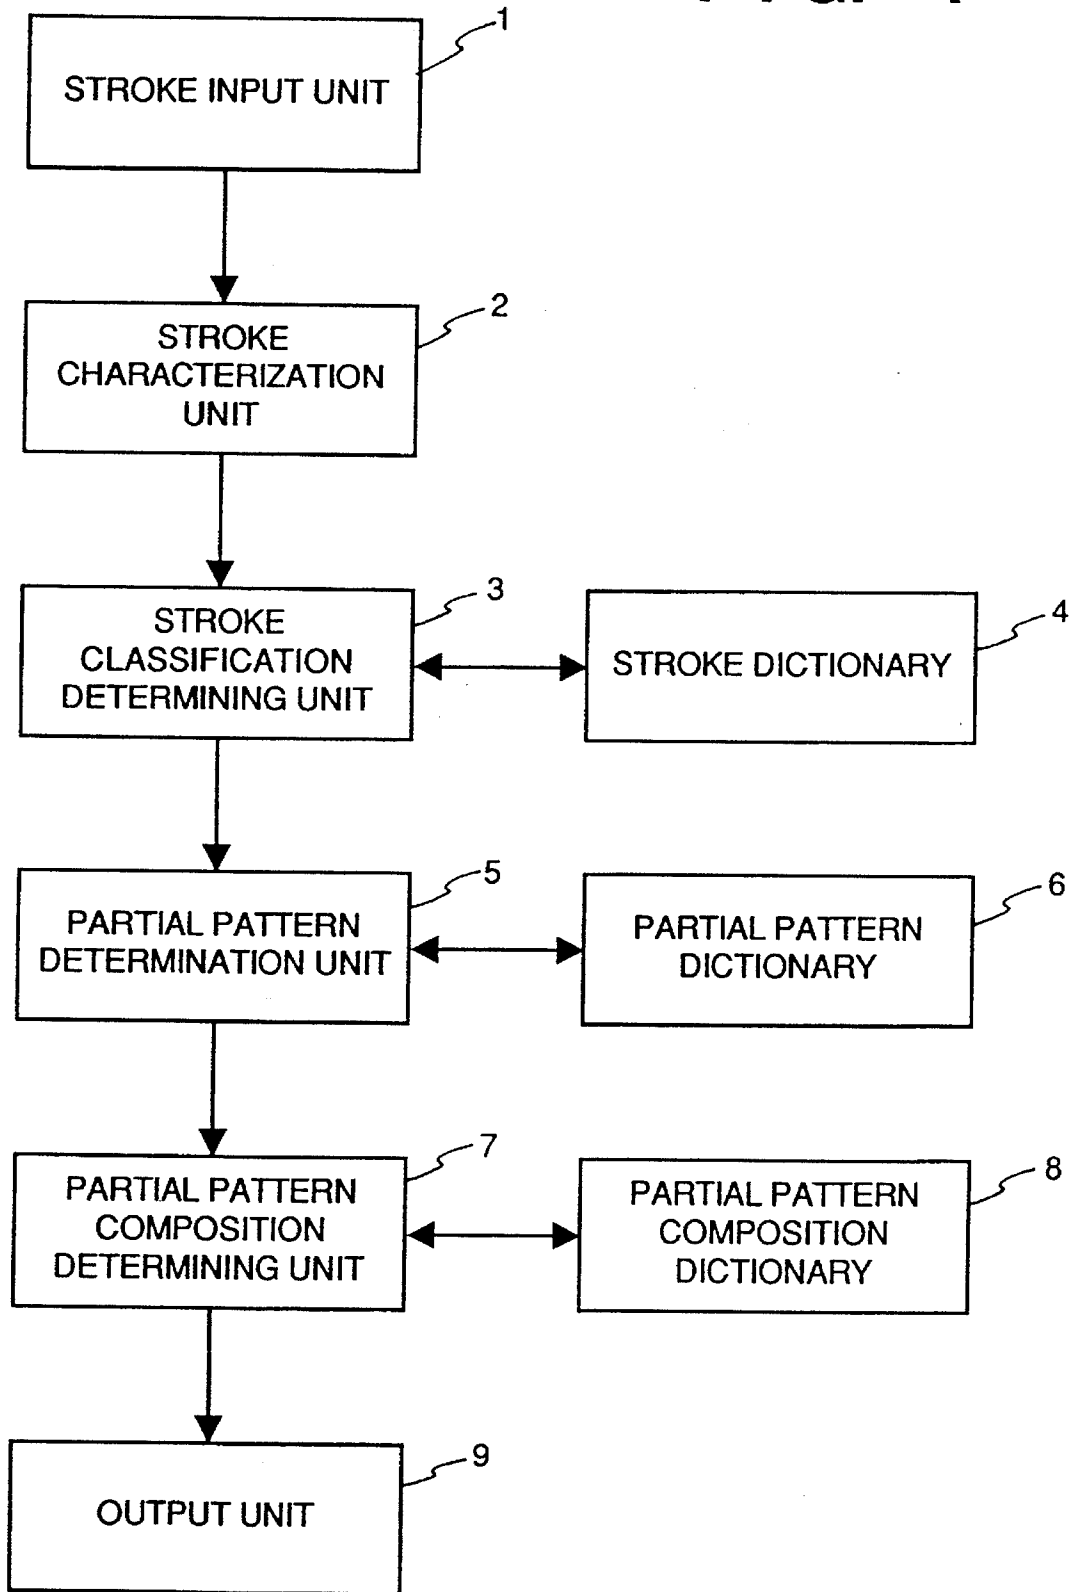 1
STROKE INPUT UNIT
2
STROKE
CHARACTERIZATION
UNIT
3
STROKE
CLASSIFICATION
DETERMINING UNIT
4
STROKE DICTIONARY
5
PARTIAL PATTERN
DETERMINATION UNIT
6
PARTIAL PATTERN
DICTIONARY
7
PARTIAL PATTERN
COMPOSITION
DETERMINING UNIT
8
PARTIAL PATTERN
COMPOSITION
DICTIONARY
9
OUTPUT UNIT